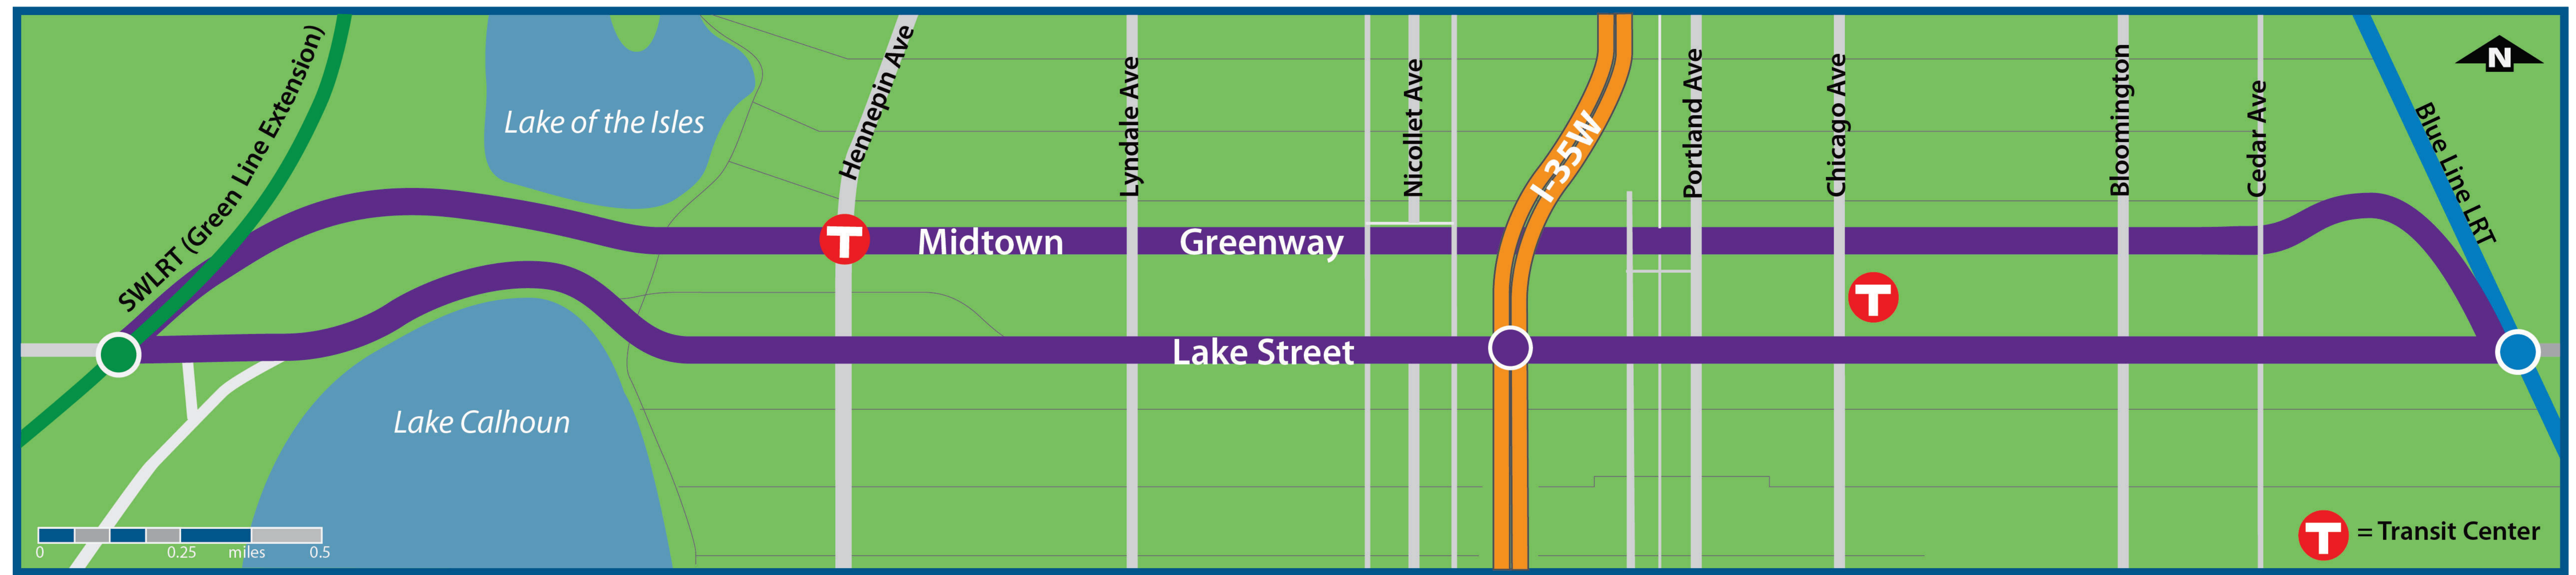 SWLRT (Green Line Extension)
Lake of the Isles
Hennepin Ave
Lyndale Ave
Nicollet Ave
I-35W
Portland Ave
Chicago Ave
Bloomington
Cedar Ave
Blue Line LRT
N
T
Midtown Greenway
T
Lake Street
Lake Calhoun
0 0.25 miles 0.5
T = Transit Center